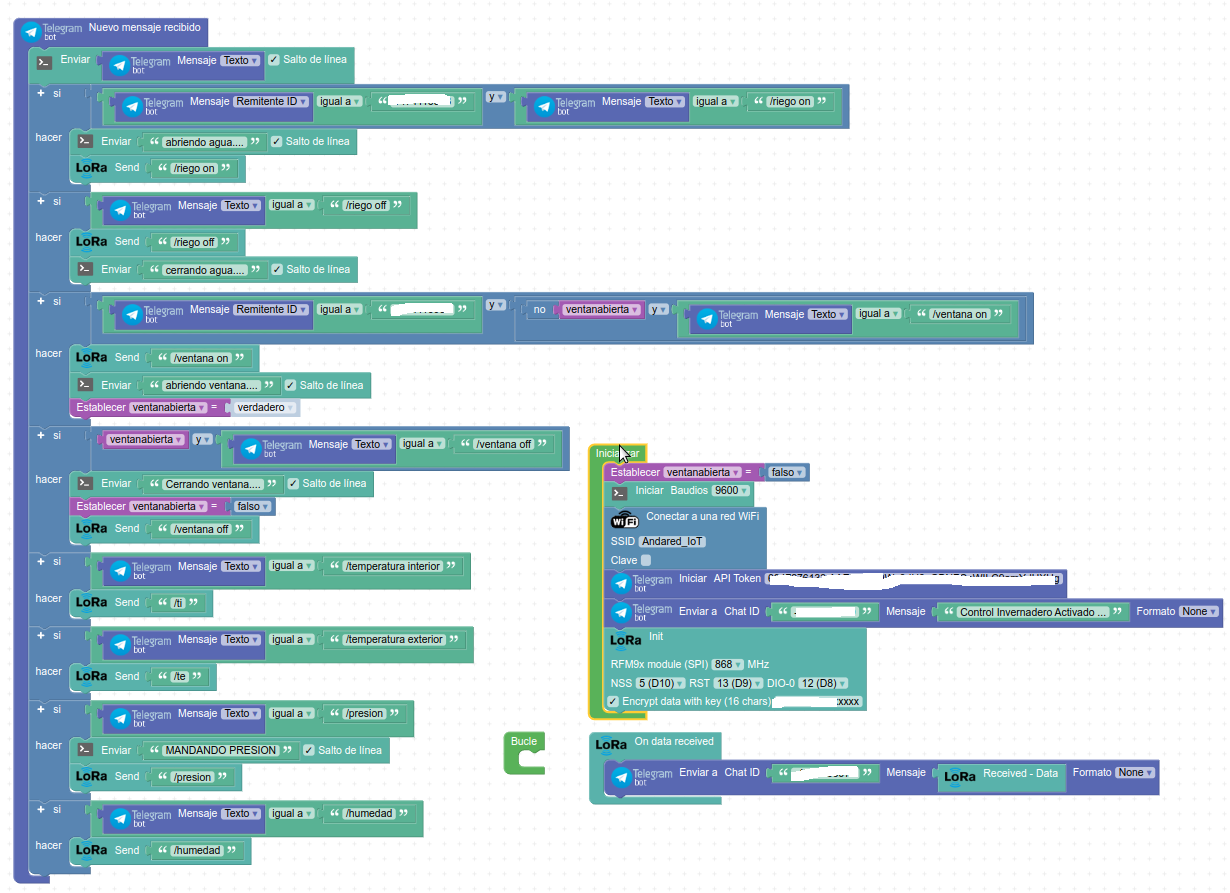 Telegram bot Nuevo mensaje recibido
Enviar Telegram bot Mensaje Texto Salto de línea
+ si Telegram bot Mensaje Remitente ID igual a “ ” y Telegram bot Mensaje Texto igual a “ /riego on ”
hacer Enviar “ abriendo agua.... ” Salto de línea
LoRa Send “ /riego on ”
+ si Telegram bot Mensaje Texto igual a “ /riego off ”
hacer LoRa Send “ /riego off ”
Enviar “ cerrando agua.... ” Salto de línea
+ si Telegram bot Mensaje Remitente ID igual a “ ” y no ventanabierta y Telegram bot Mensaje Texto igual a “ /ventana on ”
hacer LoRa Send “ /ventana on ”
Enviar “ abriendo ventana.... ” Salto de línea
Establecer ventanabierta = verdadero
+ si ventanabierta y Telegram bot Mensaje Texto igual a “ /ventana off ”
hacer Enviar “ Cerrando ventana.... ” Salto de línea
Establecer ventanabierta = falso
LoRa Send “ /ventana off ”
+ si Telegram bot Mensaje Texto igual a “ /temperatura interior ”
hacer LoRa Send “ /ti ”
+ si Telegram bot Mensaje Texto igual a “ /temperatura exterior ”
hacer LoRa Send “ /te ”
+ si Telegram bot Mensaje Texto igual a “ /presion ”
hacer Enviar “ MANDANDO PRESION ” Salto de línea
LoRa Send “ /presion ”
+ si Telegram bot Mensaje Texto igual a “ /humedad ”
hacer LoRa Send “ /humedad ”
Establecer ventanabierta = falso
Iniciar Baudios 9600
WiFi Conectar a una red WiFi
SSID Andared_IoT
Clave
Telegram bot Iniciar API Token
Telegram bot Enviar a Chat ID “ ” Mensaje “ Control Invernadero Activado ... ” Formato None
LoRa Init
RFM9x module (SPI) 868 MHz
NSS 5 (D10) RST 13 (D9) DIO-0 12 (D8)
Encrypt data with key (16 chars) xxxx
Bucle
LoRa On data received
Telegram bot Enviar a Chat ID “ ” Mensaje LoRa Received - Data Formato None